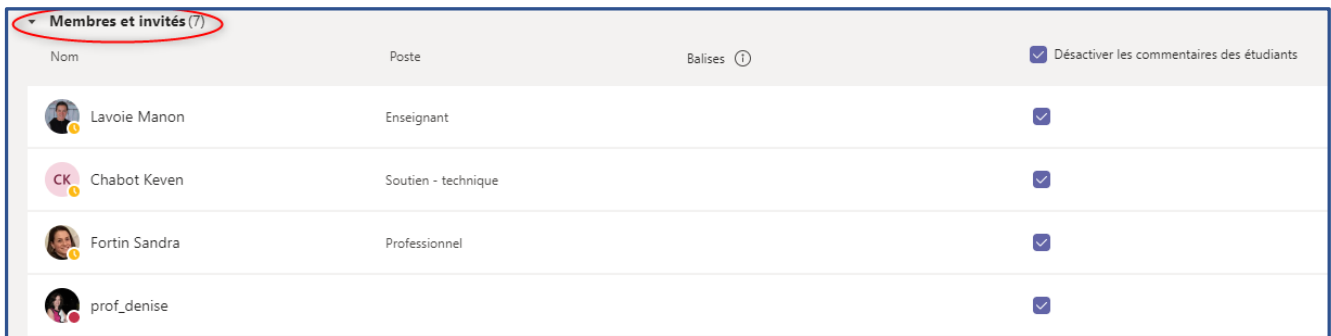 Membres et invités (7)
Nom Poste Balises Désactiver les commentaires des étudiants
Lavoie Manon Enseignant
CK Chabot Keven Soutien - technique
Fortin Sandra Professionnel
prof_denise